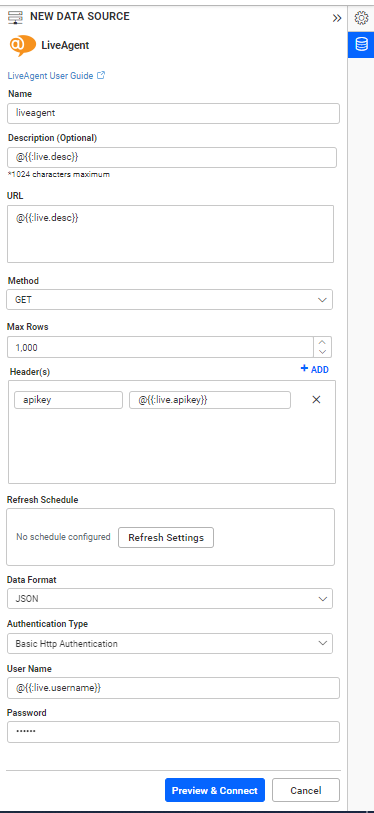 NEW DATA SOURCE
LiveAgent
LiveAgent User Guide
Name
liveagent
Description (Optional)
@{{:live.desc}}
*1024 characters maximum
URL
@{{:live.desc}}
Method
GET
Max Rows
1,000
Header(s) + ADD
apikey @{{:live.apikey}}
Refresh Schedule
No schedule configured Refresh Settings
Data Format
JSON
Authentication Type
Basic Http Authentication
User Name
@{{:live.username}}
Password
Preview & Connect Cancel